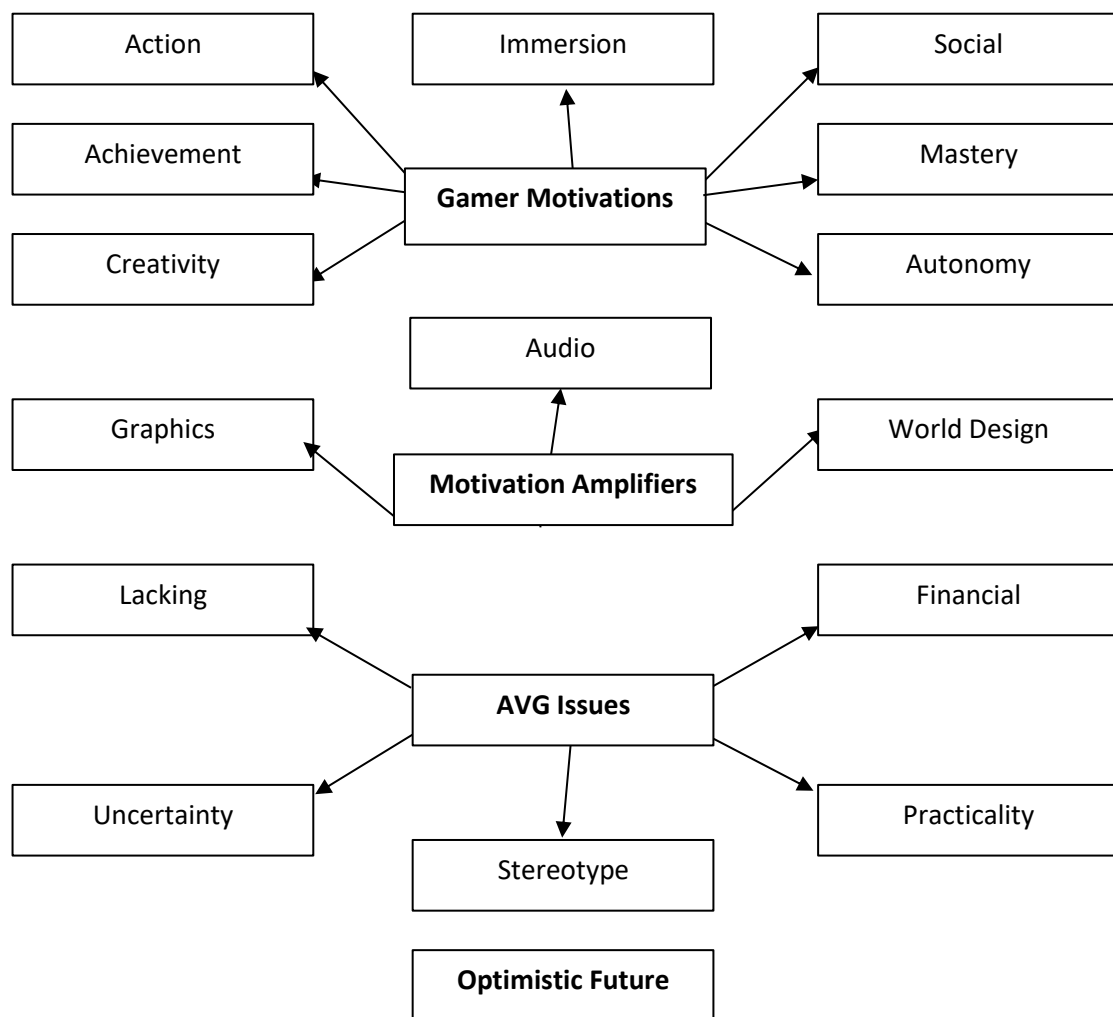 Action
Immersion
Social
Achievement
Mastery
Gamer Motivations
Creativity
Autonomy
Audio
Graphics
World Design
Motivation Amplifiers
Lacking
Financial
AVG Issues
Uncertainty
Practicality
Stereotype
Optimistic Future